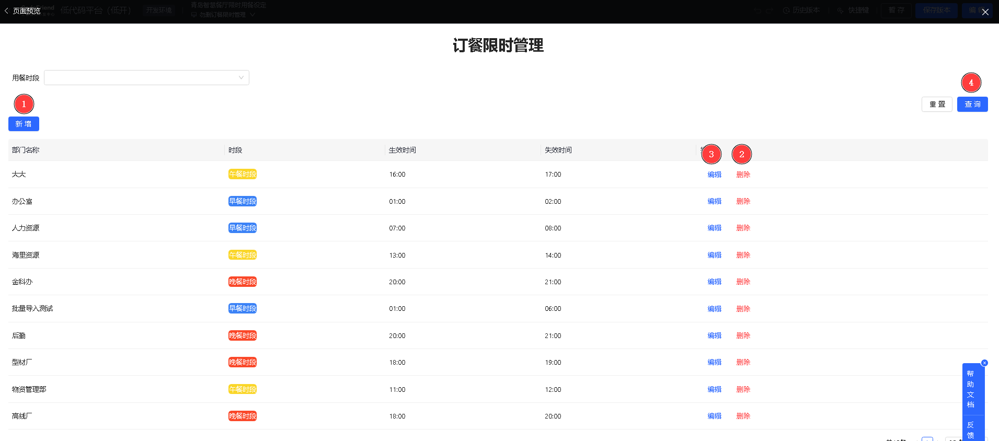 页面预览
低代码平台（低开）
开发环境
青岛智慧餐厅限时用餐设定
勿删订餐限时管理
历史版本
快捷键
暂 存
保存版本
订餐限时管理
用餐时段
4
1
重 置
查 询
新 增
部门名称 时段 生效时间 失效时间
3 2
大大 午餐时段 16:00 17:00 编辑 删除
办公室 早餐时段 01:00 02:00 编辑 删除
人力资源 早餐时段 07:00 08:00 编辑 删除
海里资源 午餐时段 13:00 14:00 编辑 删除
金科办 晚餐时段 20:00 21:00 编辑 删除
批量导入测试 早餐时段 01:00 06:00 编辑 删除
后勤 晚餐时段 20:00 21:00 编辑 删除
型材厂 晚餐时段 18:00 19:00 编辑 删除
物资管理部 午餐时段 11:00 12:00 编辑 删除
高线厂 晚餐时段 18:00 20:00 编辑 删除
帮助文档
反馈